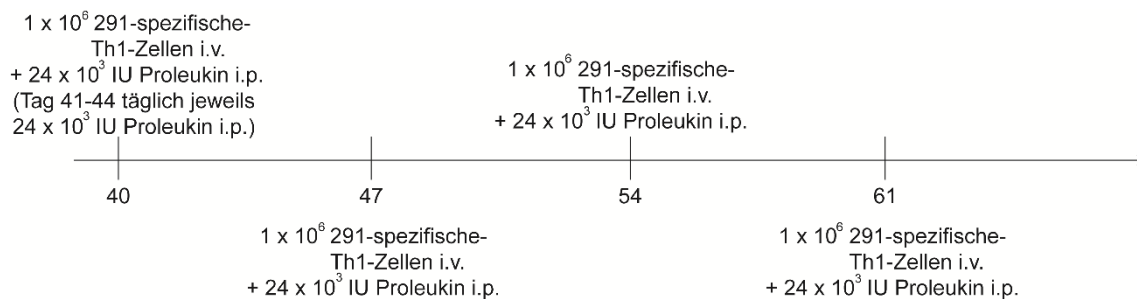 1 x 10⁶ 291-spezifische-
Th1-Zellen i.v.
+ 24 x 10³ IU Proleukin i.p.
(Tag 41-44 täglich jeweils
24 x 10³ IU Proleukin i.p.)
1 x 10⁶ 291-spezifische-
Th1-Zellen i.v.
+ 24 x 10³ IU Proleukin i.p.
40
47
54
61
1 x 10⁶ 291-spezifische-
Th1-Zellen i.v.
+ 24 x 10³ IU Proleukin i.p.
1 x 10⁶ 291-spezifische-
Th1-Zellen i.v.
+ 24 x 10³ IU Proleukin i.p.